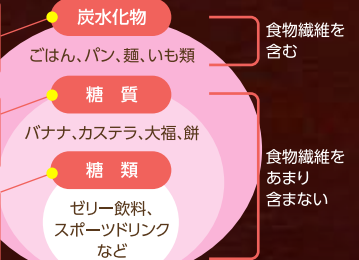 炭水化物
ごはん、パン、麺、いも類
食物繊維を
含む
糖 質
バナナ、カステラ、大福、餅
糖 類
ゼリー飲料、
スポーツドリンク
など
食物繊維を
あまり
含まない